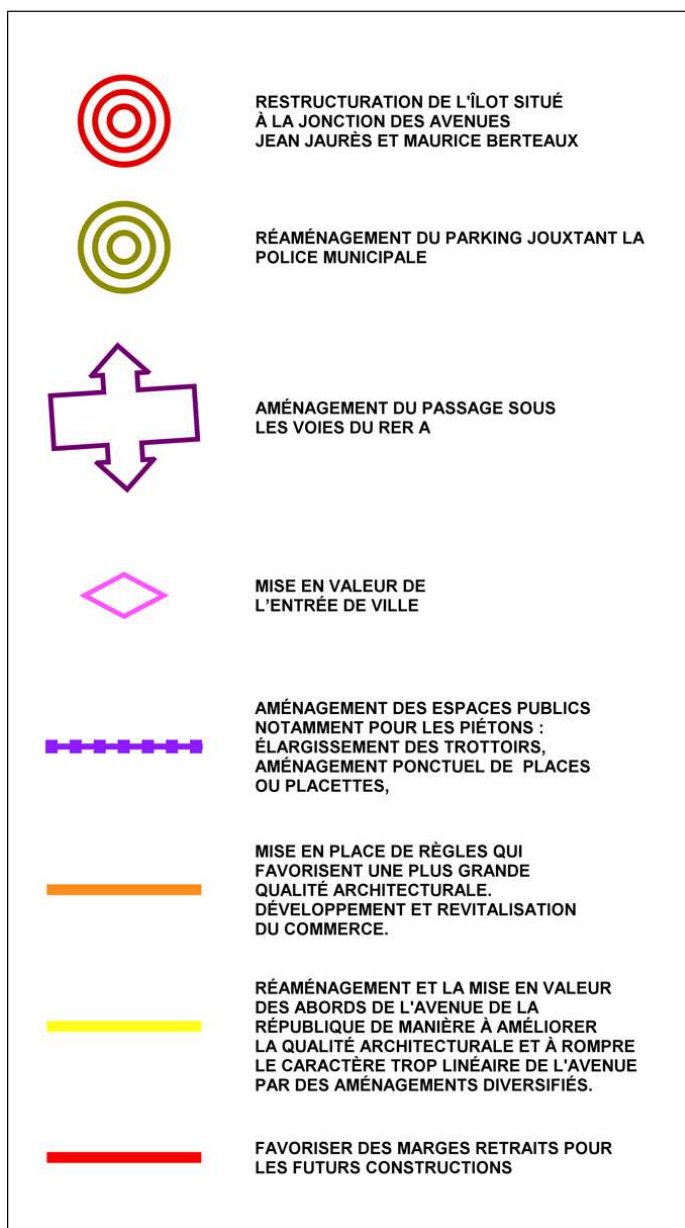 RESTRUCTURATION DE L'ÎLOT SITUÉ
À LA JONCTION DES AVENUES
JEAN JAURÈS ET MAURICE BERTEAUX
RÉAMÉNAGEMENT DU PARKING JOUXTANT LA
POLICE MUNICIPALE
AMÉNAGEMENT DU PASSAGE SOUS
LES VOIES DU RER A
MISE EN VALEUR DE
L'ENTRÉE DE VILLE
AMÉNAGEMENT DES ESPACES PUBLICS
NOTAMMENT POUR LES PIÉTONS :
ÉLARGISSEMENT DES TROTTOIRS,
AMÉNAGEMENT PONCTUEL DE PLACES
OU PLACETTES,
MISE EN PLACE DE RÈGLES QUI
FAVORISENT UNE PLUS GRANDE
QUALITÉ ARCHITECTURALE.
DÉVELOPPEMENT ET REVITALISATION
DU COMMERCE.
RÉAMÉNAGEMENT ET LA MISE EN VALEUR
DES ABORDS DE L'AVENUE DE LA
RÉPUBLIQUE DE MANIÈRE À AMÉLIORER
LA QUALITÉ ARCHITECTURALE ET À ROMPRE
LE CARACTÈRE TROP LINÉAIRE DE L'AVENUE
PAR DES AMÉNAGEMENTS DIVERSIFIÉS.
FAVORISER DES MARGES RETRAITS POUR
LES FUTURS CONSTRUCTIONS